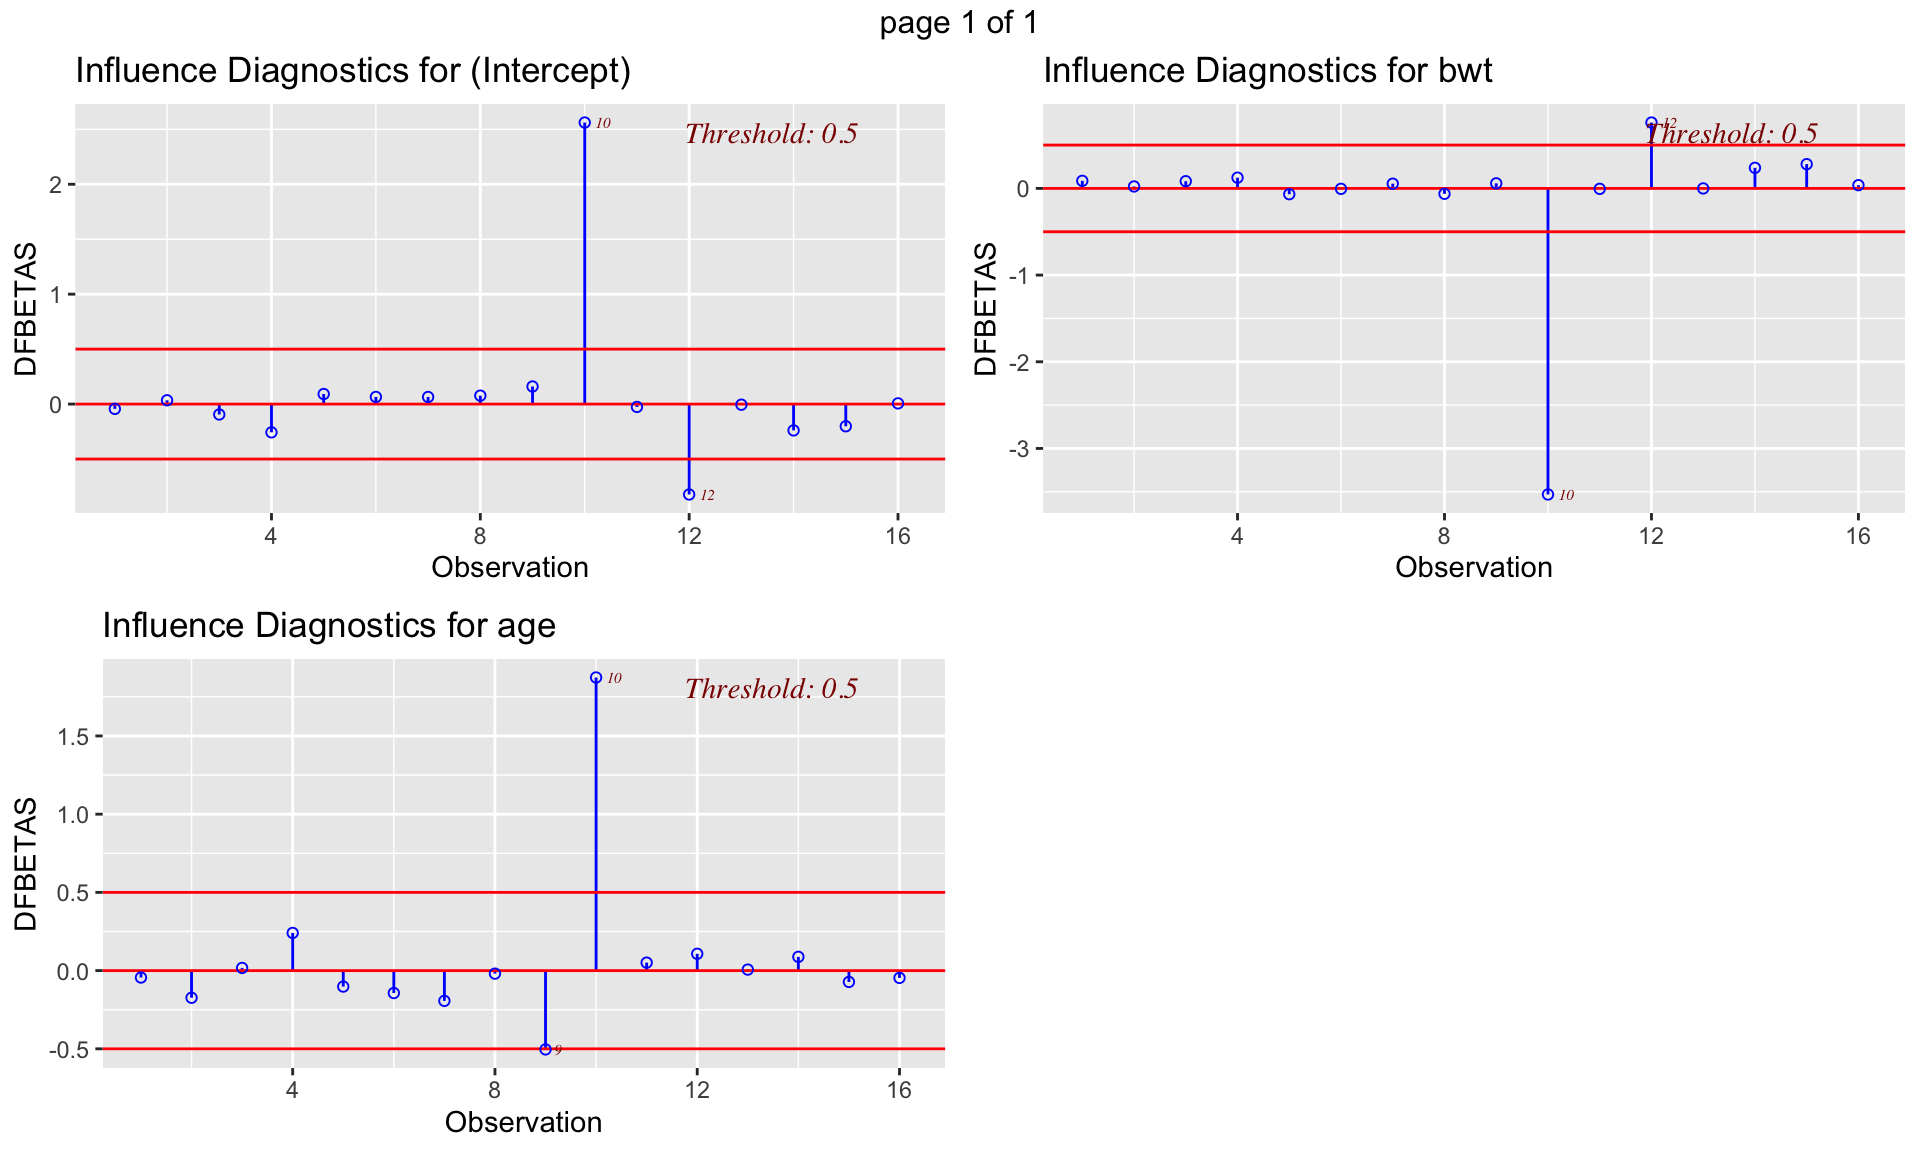 page 1 of 1
Influence Diagnostics for (Intercept)
DFBETAS
2
1
0
10
12
Threshold: 0.5
4 8 12 16
Observation
Influence Diagnostics for bwt
DFBETAS
0
-1
-2
-3
12
Threshold: 0.5
10
4 8 12 16
Observation
Influence Diagnostics for age
DFBETAS
1.5
1.0
0.5
0.0
-0.5
10
Threshold: 0.5
9
4 8 12 16
Observation